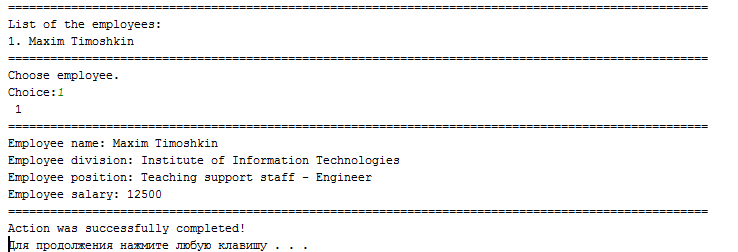 ====================================================================================================
List of the employees:
1. Maxim Timoshkin
====================================================================================================
Choose employee.
Choice:1
1
====================================================================================================
Employee name: Maxim Timoshkin
Employee division: Institute of Information Technologies
Employee position: Teaching support staff - Engineer
Employee salary: 12500
====================================================================================================
Action was successfully completed!
Для продолжения нажмите любую клавишу . . .